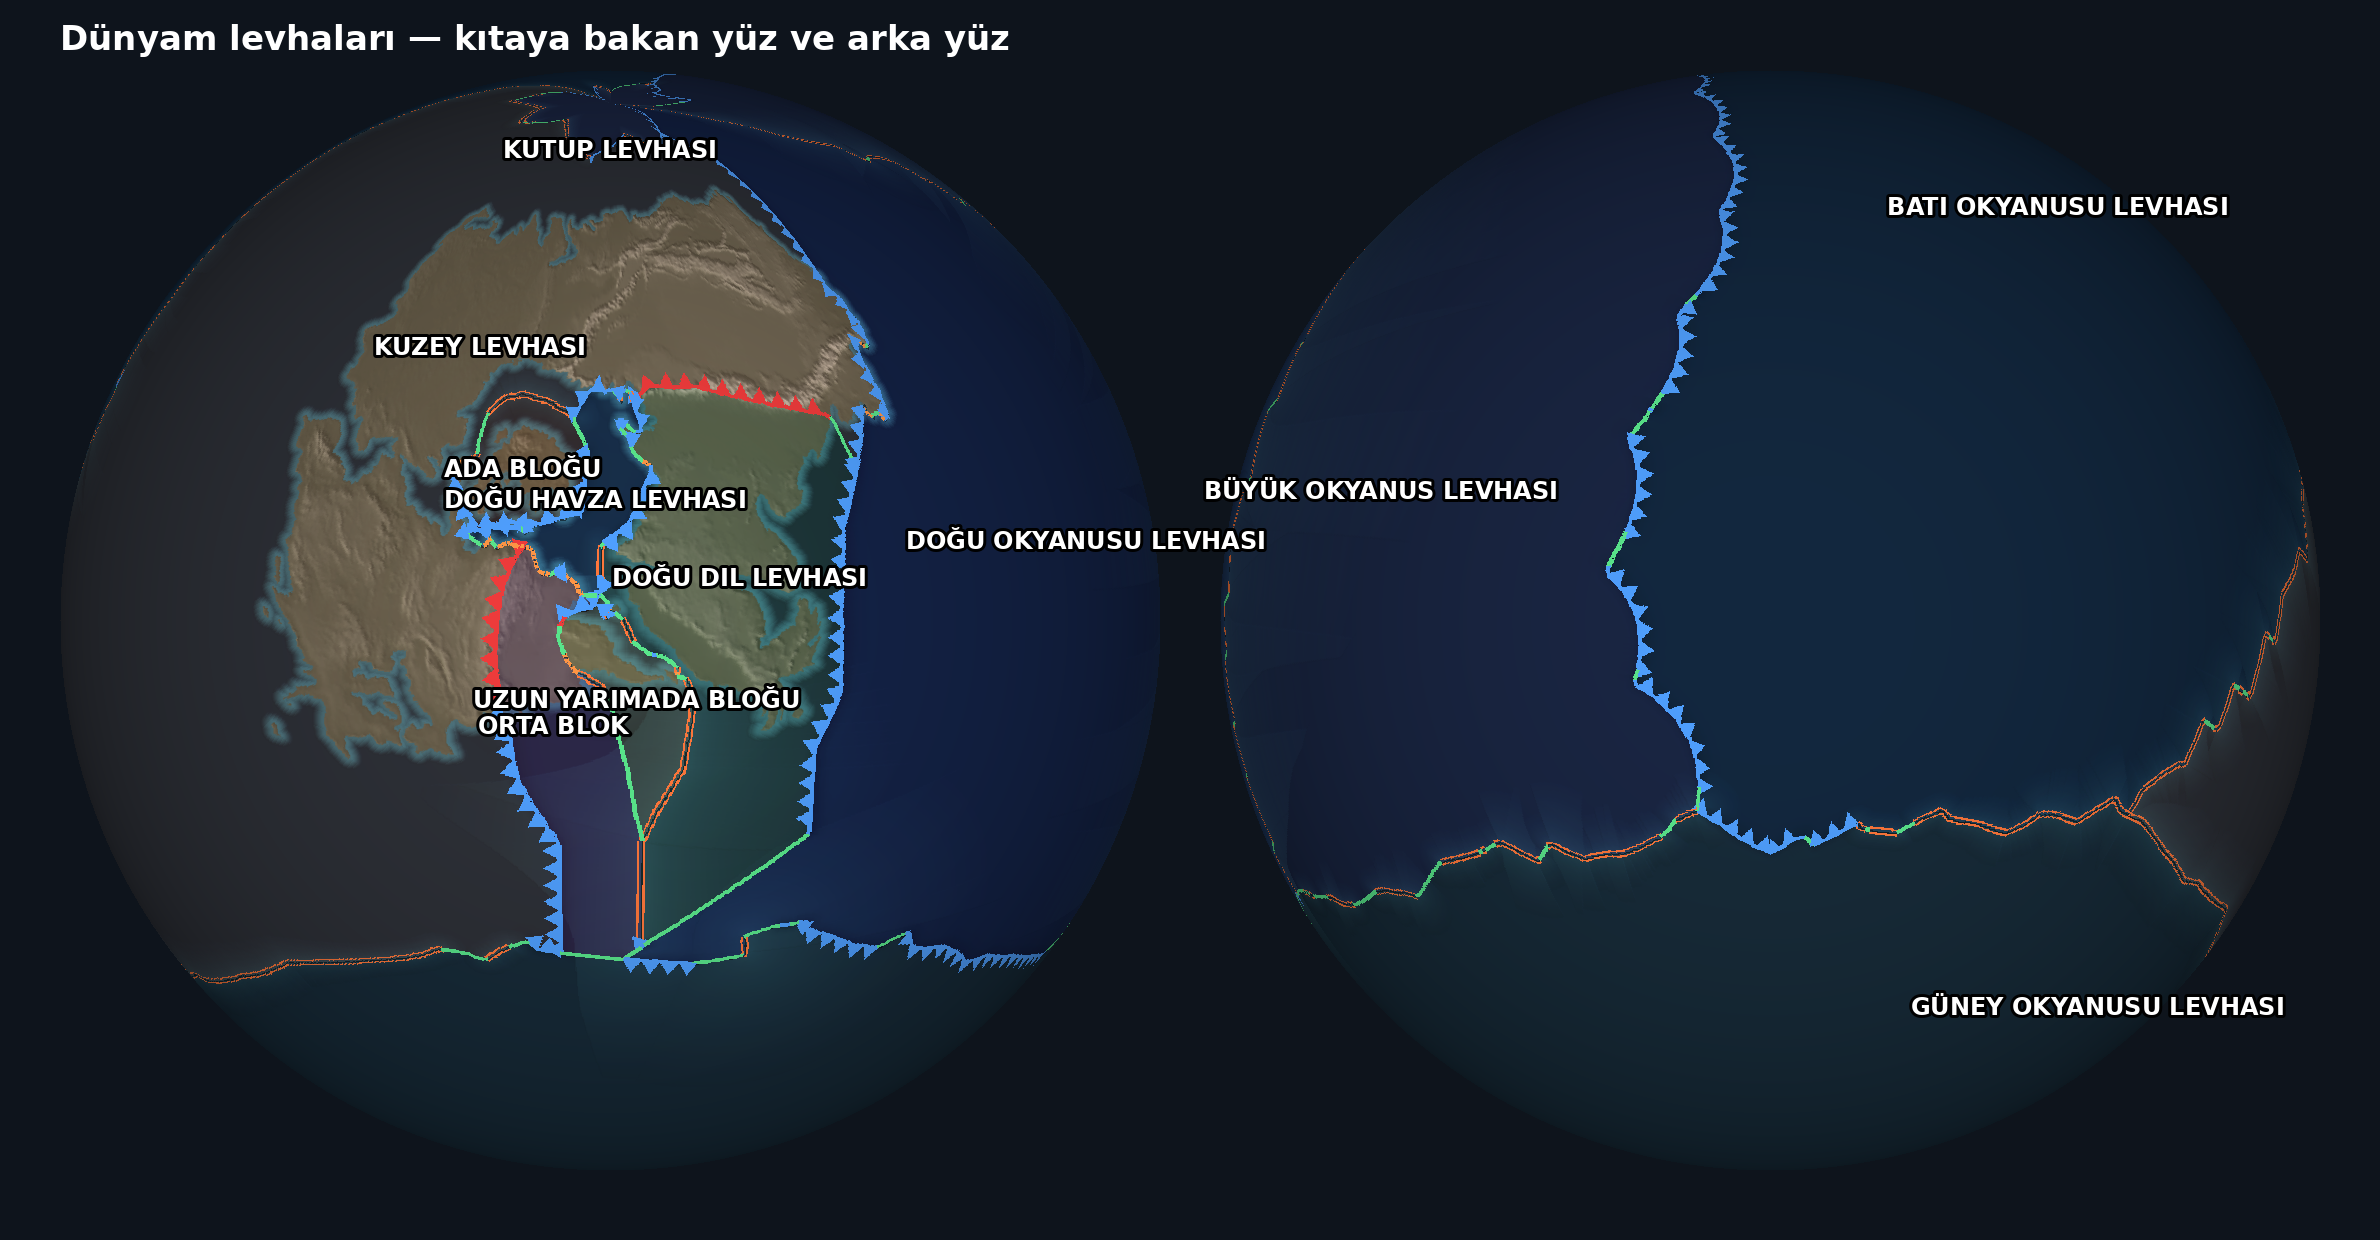 Dünyam levhaları — kıtaya bakan yüz ve arka yüz
KUTUP LEVHASI
BATI OKYANUSU LEVHASI
KUZEY LEVHASI
ADA BLOĞU
DOĞU HAVZA LEVHASI
BÜYÜK OKYANUS LEVHASI
DOĞU OKYANUSU LEVHASI
DOĞU DIL LEVHASI
UZUN YARIMADA BLOĞU
ORTA BLOK
GÜNEY OKYANUSU LEVHASI